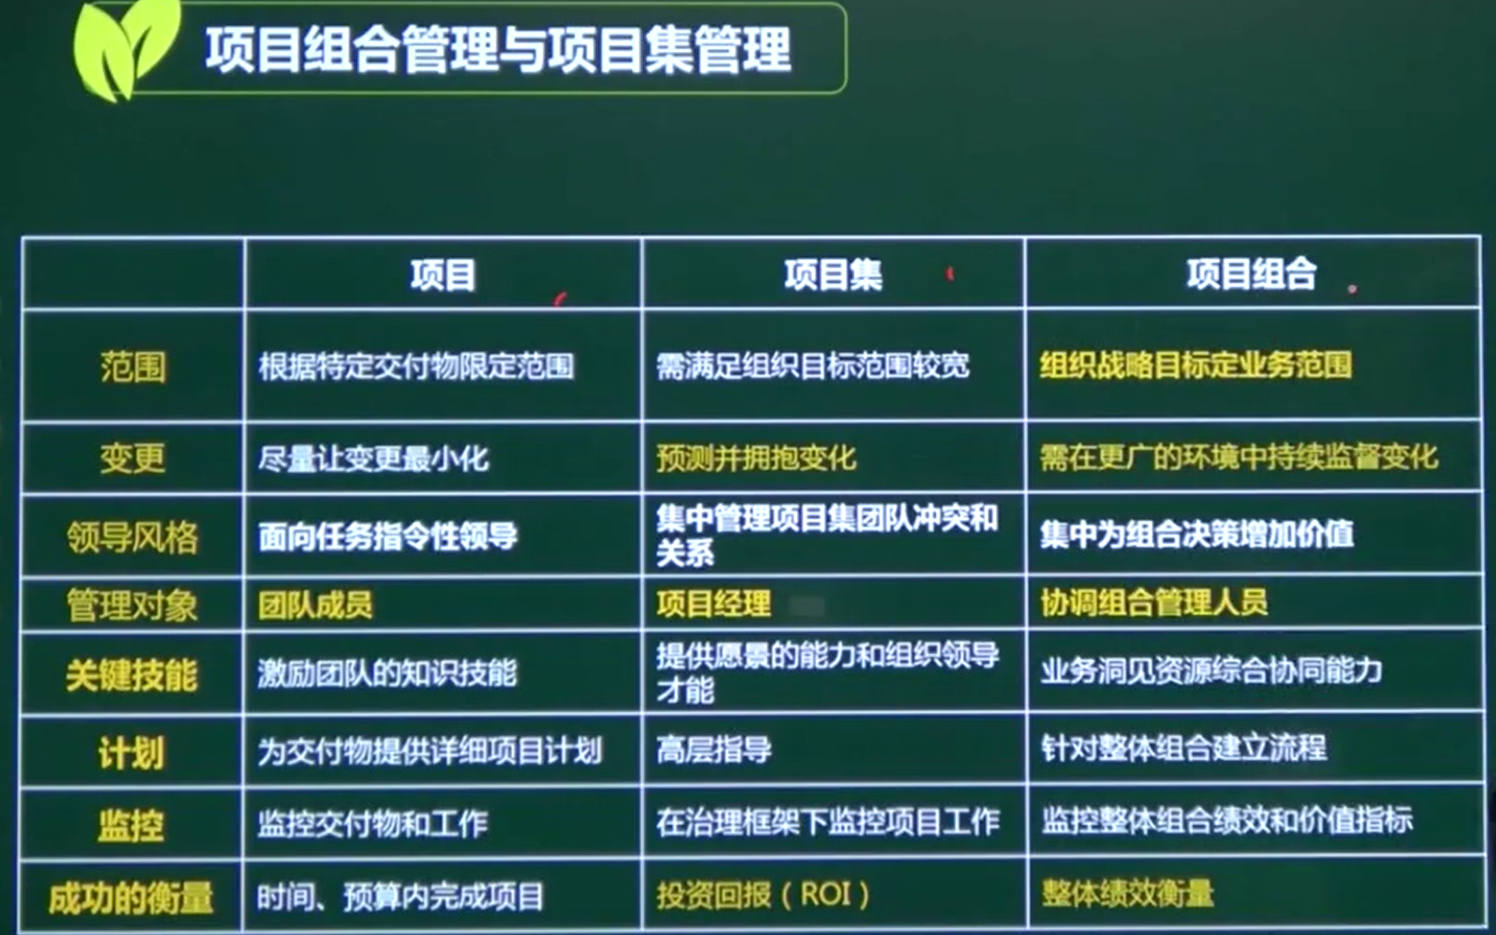 项目组合管理与项目集管理
项目 项目集 项目组合
范围 根据特定交付物限定范围 需满足组织目标范围较宽 组织战略目标定业务范围
变更 尽量让变更最小化 预测并拥抱变化 需在更广的环境中持续监督变化
领导风格 面向任务指令性领导 集中管理项目集团队冲突和
关系 集中为组合决策增加价值
管理对象 团队成员 项目经理 协调组合管理人员
关键技能 激励团队的知识技能 提供愿景的能力和组织领导
才能 业务洞见资源综合协同能力
计划 为交付物提供详细项目计划 高层指导 针对整体组合建立流程
监控 监控交付物和工作 在治理框架下监控项目工作 监控整体组合绩效和价值指标
成功的衡量 时间、预算内完成项目 投资回报（ROI） 整体绩效衡量